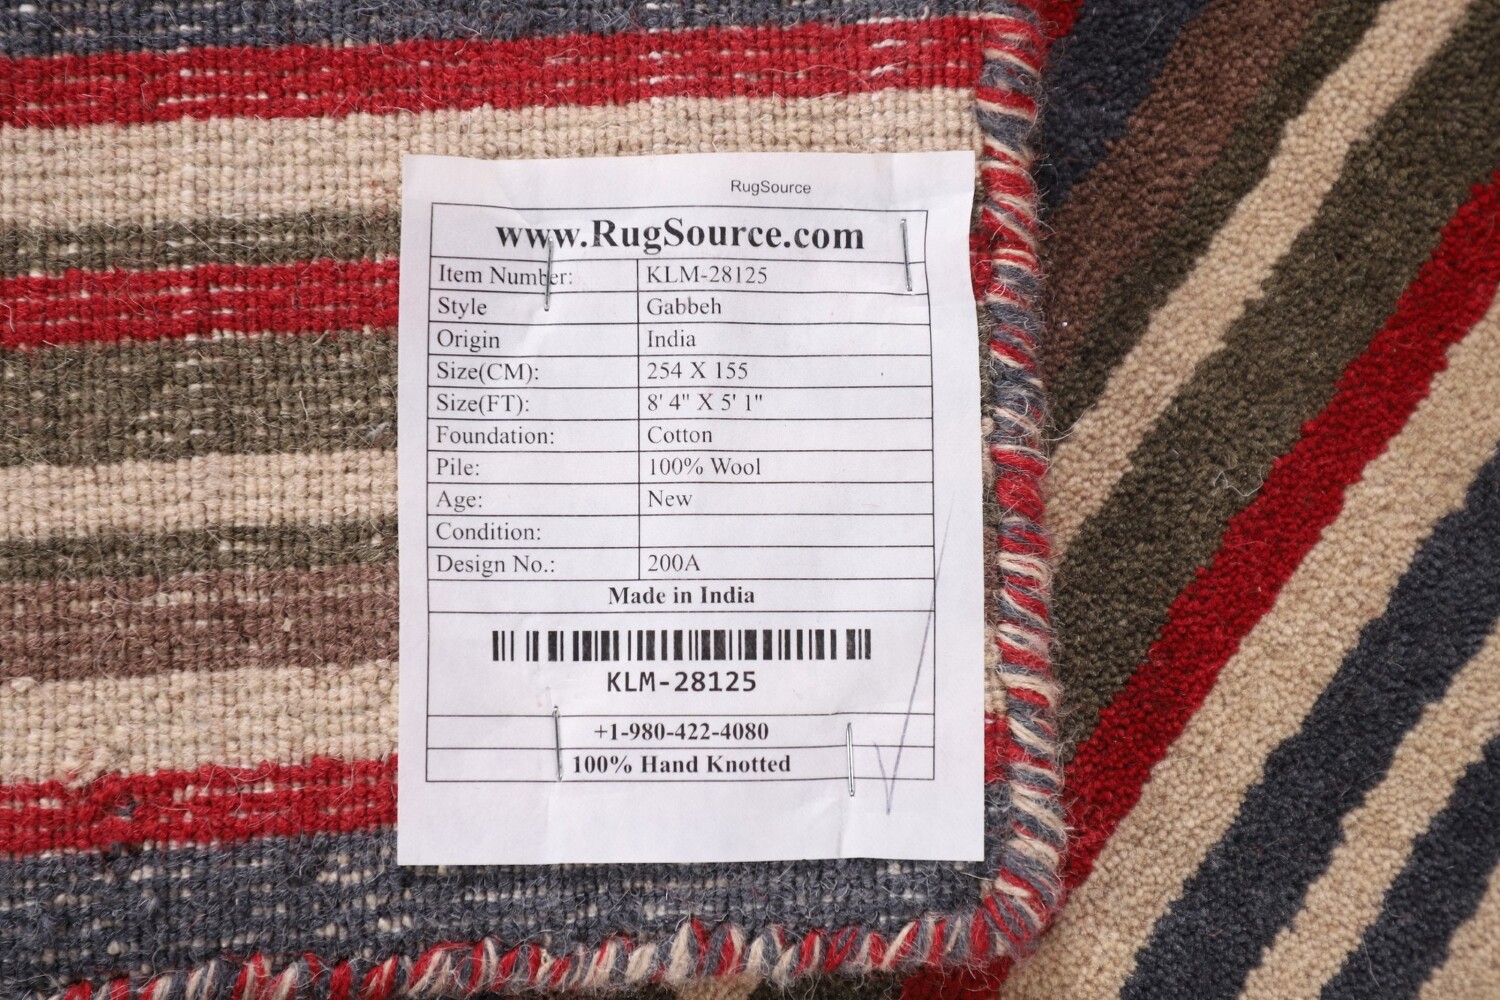 RugSource
www.RugSource.com
Item Number: KLM-28125
Style Gabbeh
Origin India
Size(CM): 254 X 155
Size(FT): 8' 4" X 5' 1"
Foundation: Cotton
Pile: 100% Wool
Age: New
Condition:
Design No.: 200A
Made in India
KLM-28125
+1-980-422-4080
100% Hand Knotted